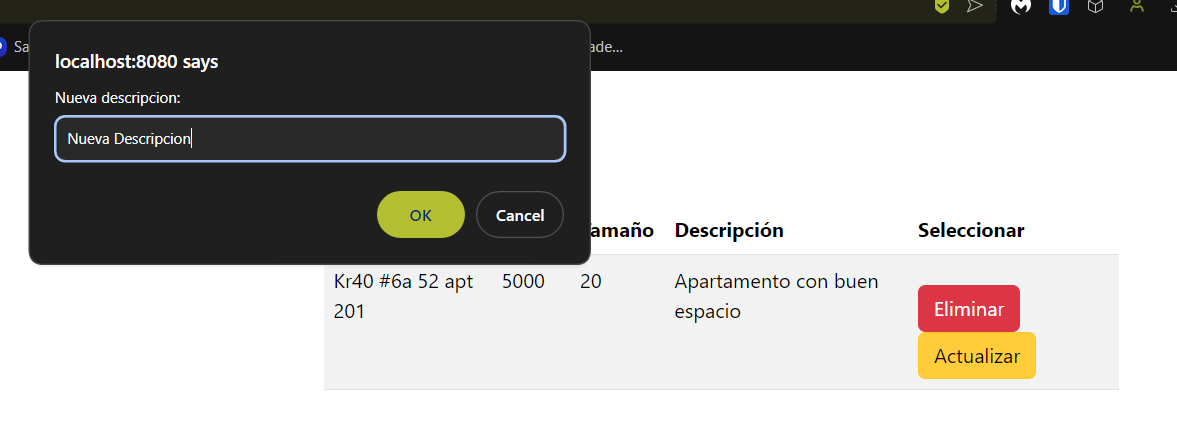 Sa
ade...
localhost:8080 says
Nueva descripcion:
Nueva Descripcion
OK Cancel
amaño Descripción Seleccionar
Kr40 #6a 52 apt 5000 20 Apartamento con buen
201 espacio
Eliminar
Actualizar